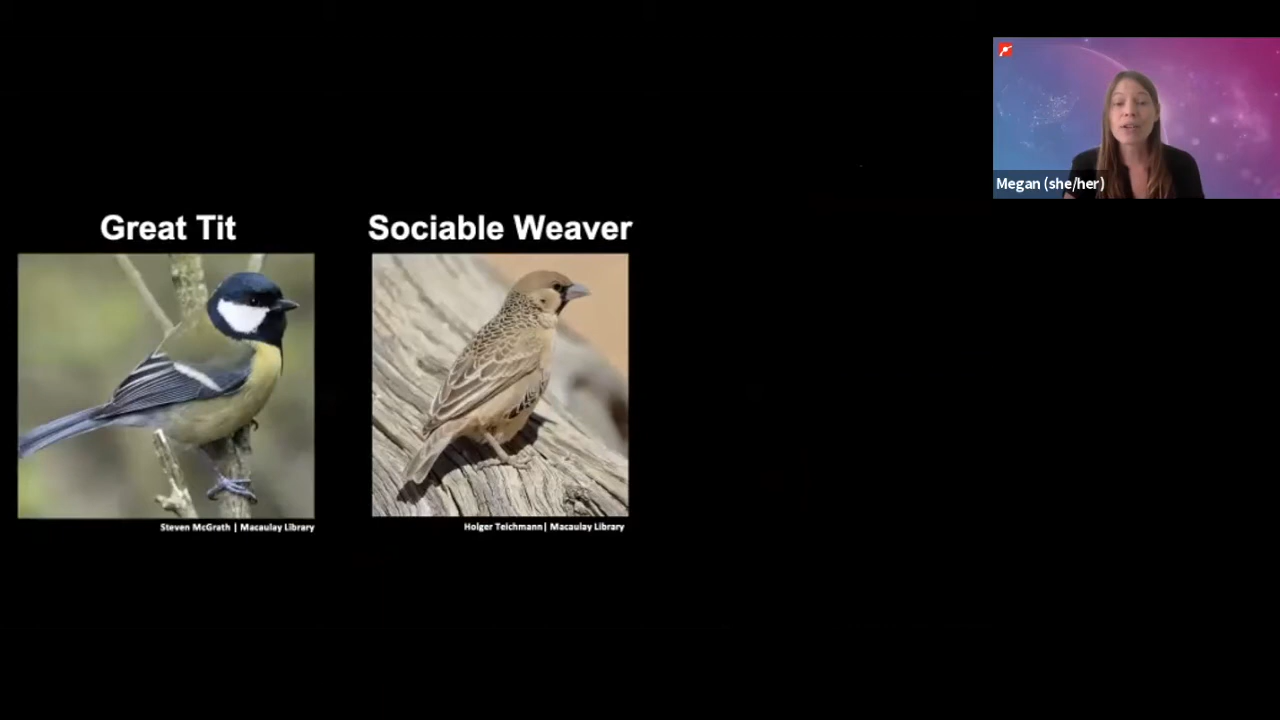 Megan (she/her)
Great Tit
Sociable Weaver
Steven McGrath | Macaulay Library
Holger Teichmann| Macaulay Library